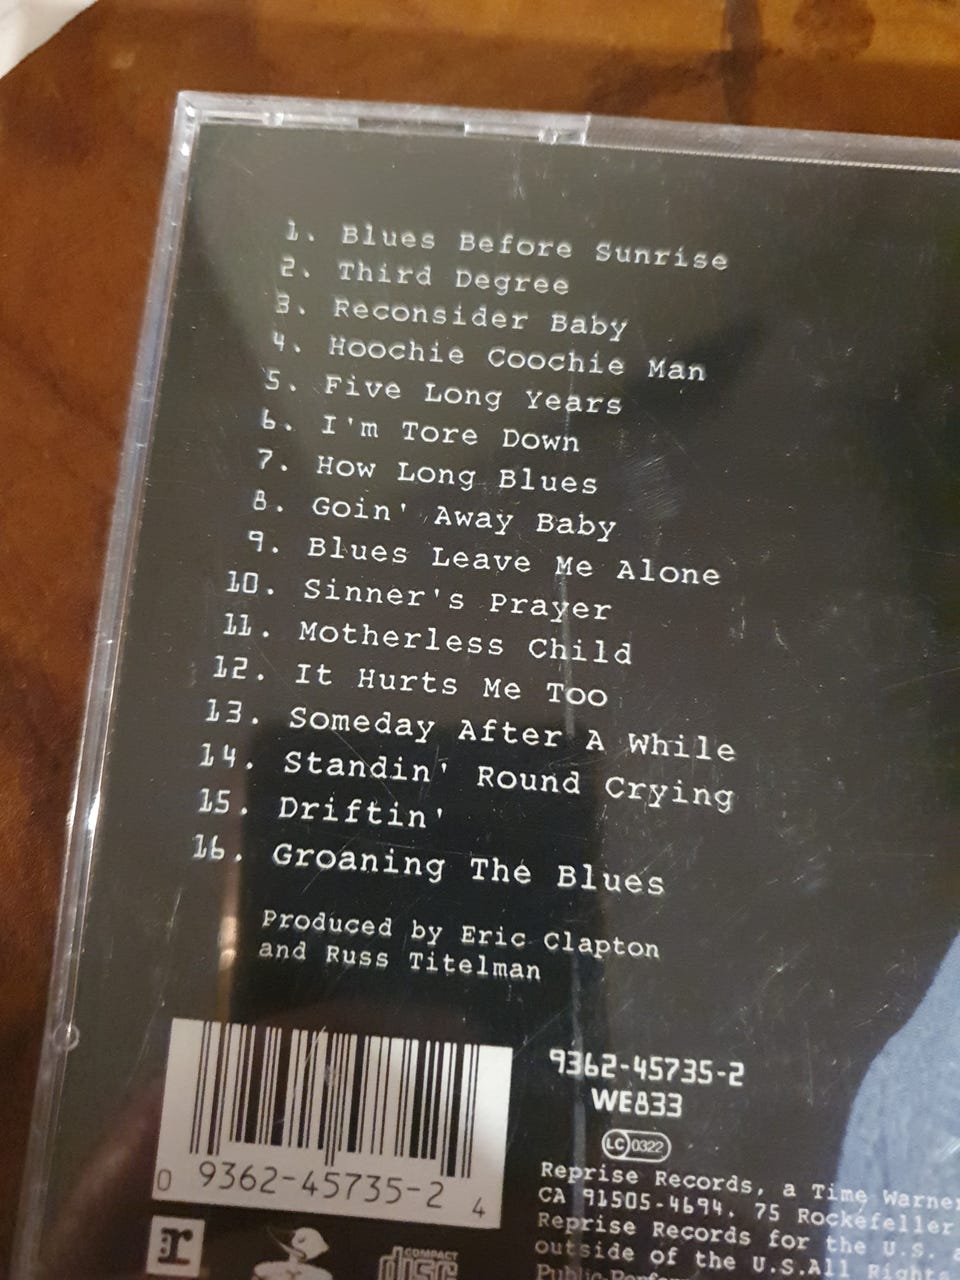 1. Blues Before Sunrise
2. Third Degree
3. Reconsider Baby
4. Hoochie Coochie Man
5. Five Long Years
6. I'm Tore Down
7. How Long Blues
8. Goin' Away Baby
9. Blues Leave Me Alone
10. Sinner's Prayer
11. Motherless Child
12. It Hurts Me Too
13. Someday After A While
14. Standin' Round Crying
15. Driftin'
16. Groaning The Blues
Produced by Eric Clapton
and Russ Titelman
0 9362-45735-2 4
9362-45735-2
WE833
LC 0322
Reprise Records, a Time Warner
CA 91505-4694, 75 Rockefeller
Reprise Records for the U.S. a
outside of the U.S.All Rights
Public
r
COMPACT
disc